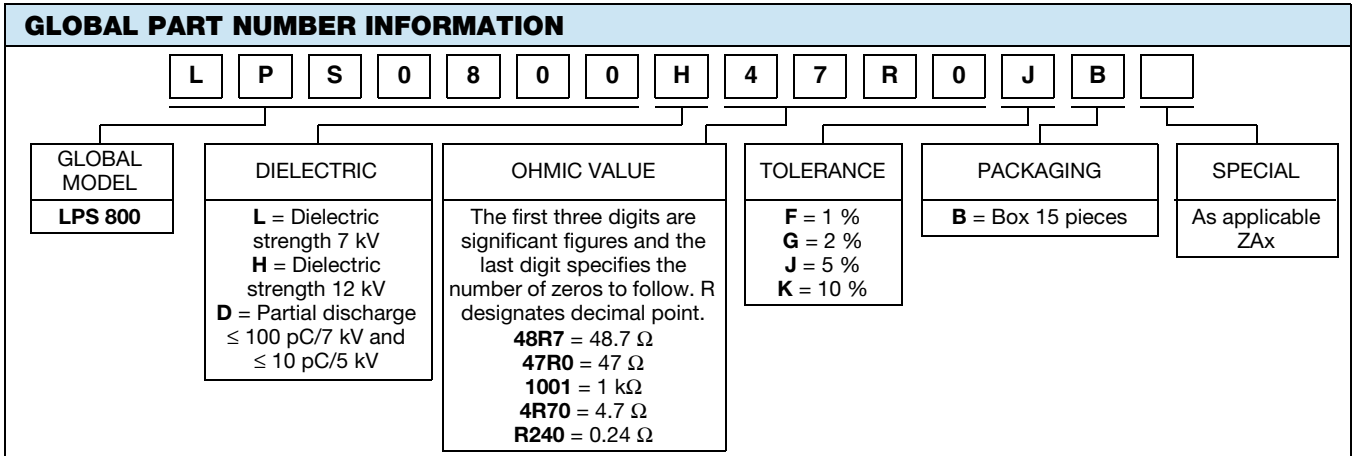 GLOBAL PART NUMBER INFORMATION
L P S 0 8 0 0 H 4 7 R 0 J B
GLOBAL
MODEL
LPS 800
DIELECTRIC
L = Dielectric
strength 7 kV
H = Dielectric
strength 12 kV
D = Partial discharge
≤ 100 pC/7 kV and
≤ 10 pC/5 kV
OHMIC VALUE
The first three digits are
significant figures and the
last digit specifies the
number of zeros to follow. R
designates decimal point.
48R7 = 48.7 Ω
47R0 = 47 Ω
1001 = 1 kΩ
4R70 = 4.7 Ω
R240 = 0.24 Ω
TOLERANCE
F = 1 %
G = 2 %
J = 5 %
K = 10 %
PACKAGING
B = Box 15 pieces
SPECIAL
As applicable
ZAx